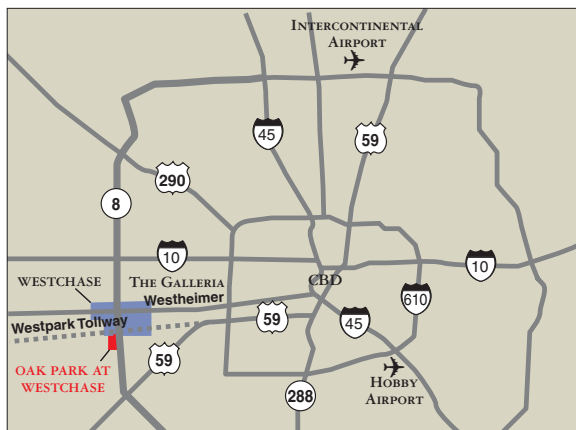 INTERCONTINENTAL
AIRPORT
45
59
290
8
10
10
WESTCHASE
THE GALLERIA
Westheimer
CBD
610
Westpark Tollway
59
45
59
OAK PARK AT
WESTCHASE
288
HOBBY
AIRPORT